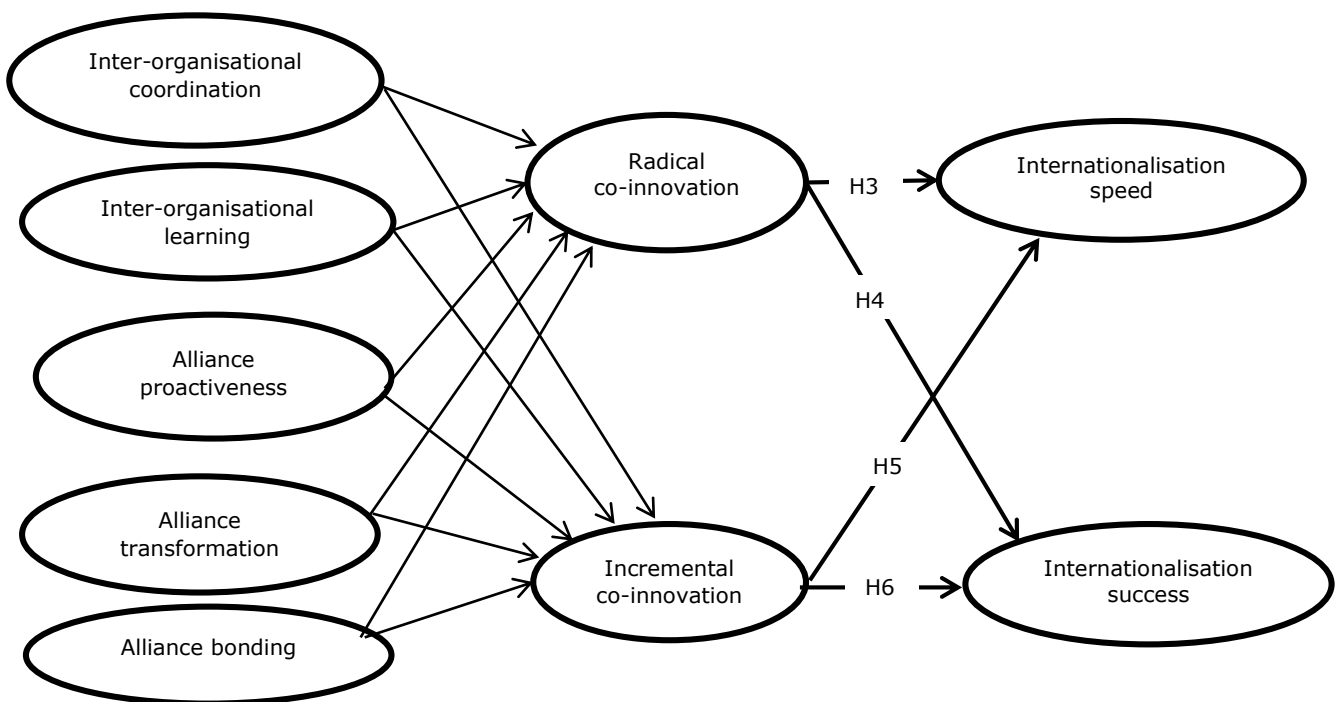 Inter-organisational
coordination
Inter-organisational
learning
Alliance
proactiveness
Alliance
transformation
Alliance bonding
Radical
co-innovation
Incremental
co-innovation
H3
H4
H5
H6
Internationalisation
speed
Internationalisation
success